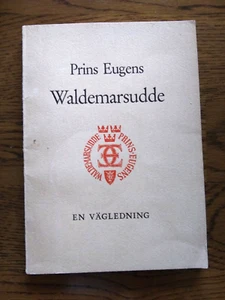 Prins Eugens
Waldemarsudde
WALDEMARSUDDE PRINS·EUGENS
EN VÄGLEDNING